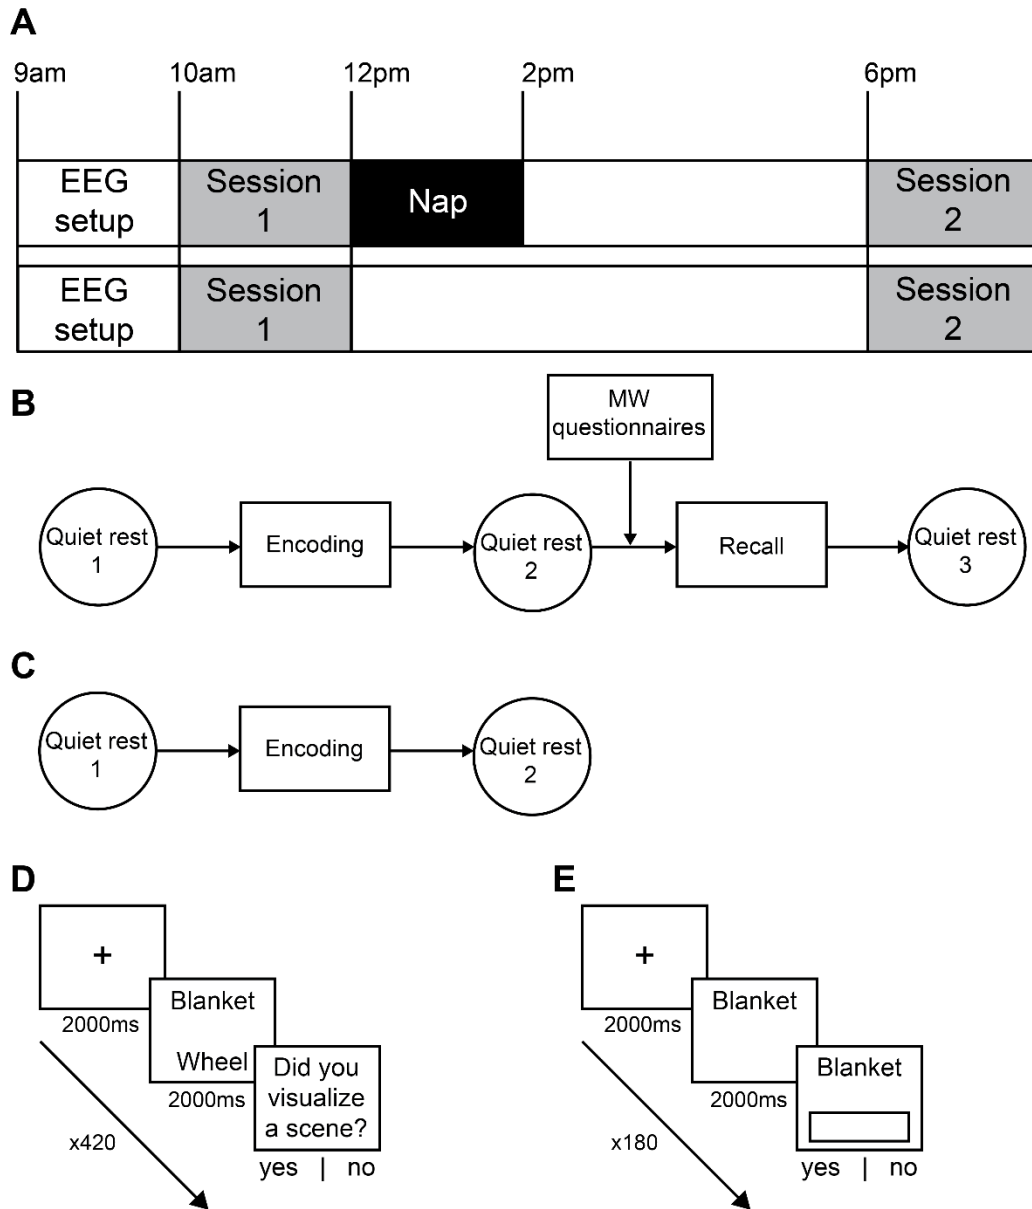 A
9am 10am 12pm 2pm 6pm
EEG
setup
Session
1
Nap
Session
2
EEG
setup
Session
1
Session
2
B
MW
questionnaires
Quiet rest
1
Encoding
Quiet rest
2
Recall
Quiet rest
3
C
Quiet rest
1
Encoding
Quiet rest
2
D
+
2000ms
Blanket
Wheel
2000ms
Did you
visualize
a scene?
yes | no
x420
E
+
2000ms
Blanket
2000ms
Blanket
yes | no
x180